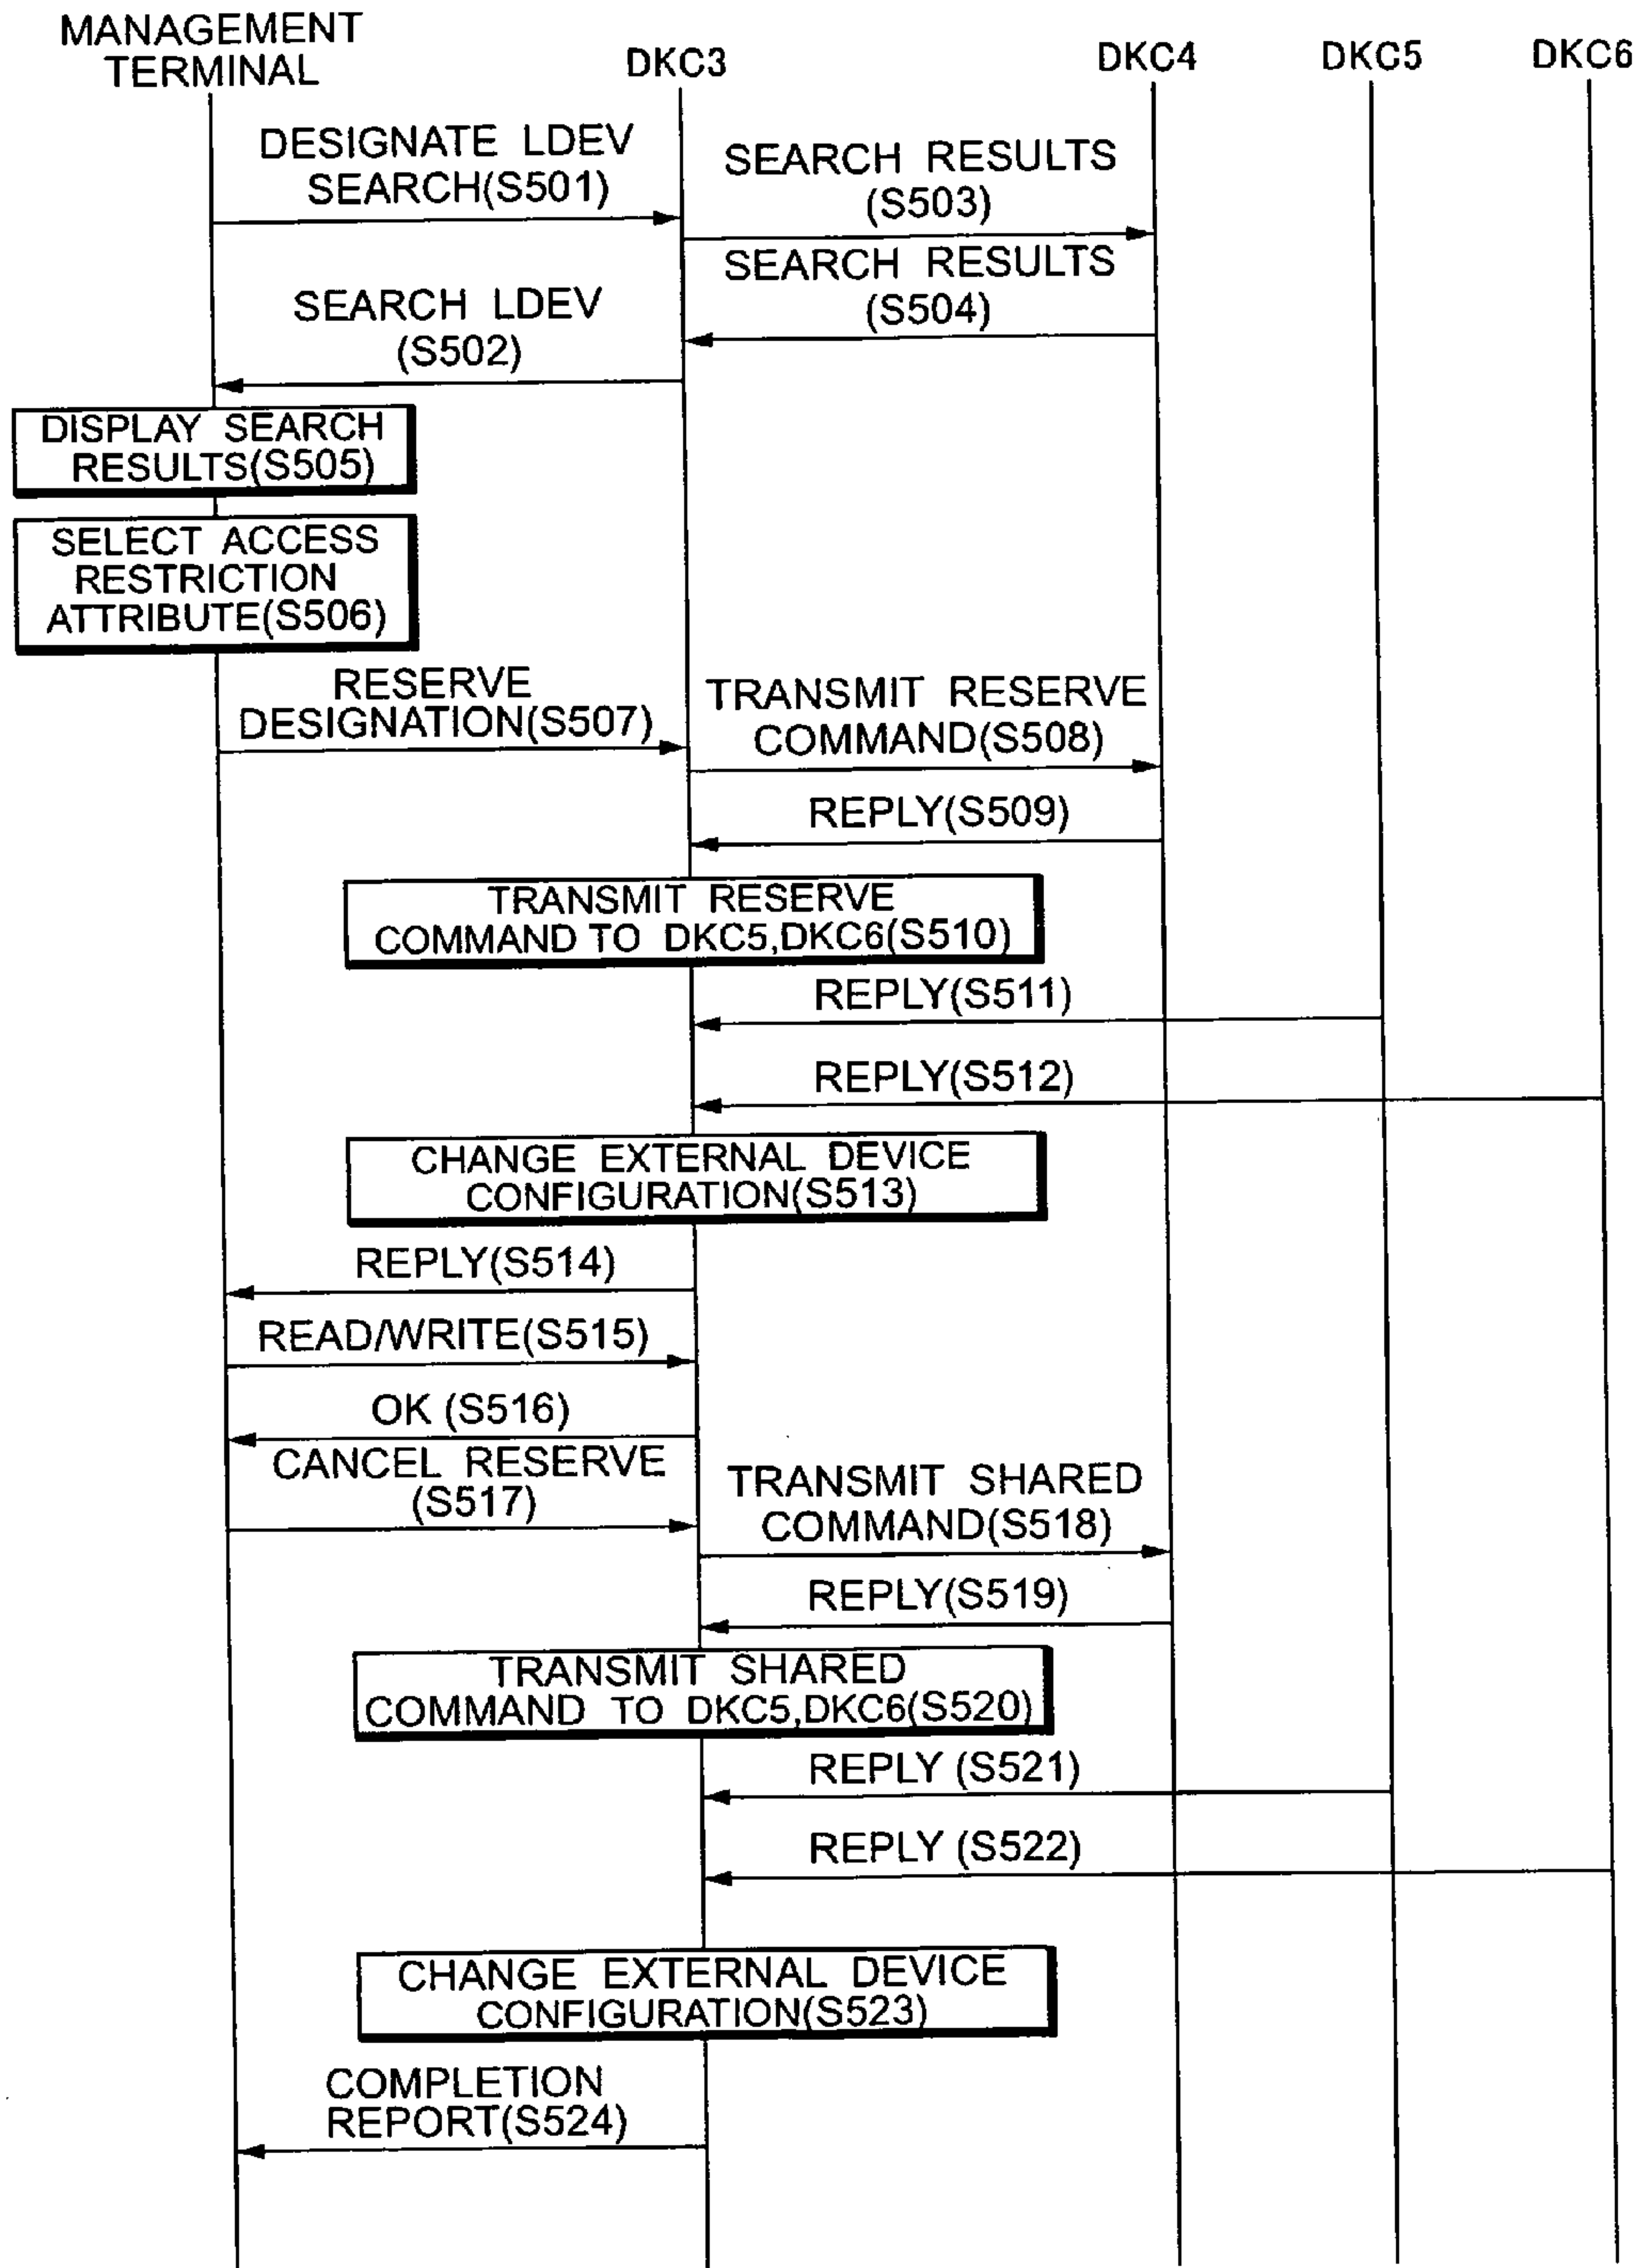 MANAGEMENT
TERMINAL
DKC3
DKC4
DKC5
DKC6
DESIGNATE LDEV
SEARCH(S501)
SEARCH RESULTS
(S503)
SEARCH RESULTS
(S504)
SEARCH LDEV
(S502)
DISPLAY SEARCH
RESULTS(S505)
SELECT ACCESS
RESTRICTION
ATTRIBUTE(S506)
RESERVE
DESIGNATION(S507)
TRANSMIT RESERVE
COMMAND(S508)
REPLY(S509)
TRANSMIT RESERVE
COMMAND TO DKC5,DKC6(S510)
REPLY(S511)
REPLY(S512)
CHANGE EXTERNAL DEVICE
CONFIGURATION(S513)
REPLY(S514)
READ/WRITE(S515)
OK (S516)
CANCEL RESERVE
(S517)
TRANSMIT SHARED
COMMAND(S518)
REPLY(S519)
TRANSMIT SHARED
COMMAND TO DKC5,DKC6(S520)
REPLY (S521)
REPLY (S522)
CHANGE EXTERNAL DEVICE
CONFIGURATION(S523)
COMPLETION
REPORT(S524)